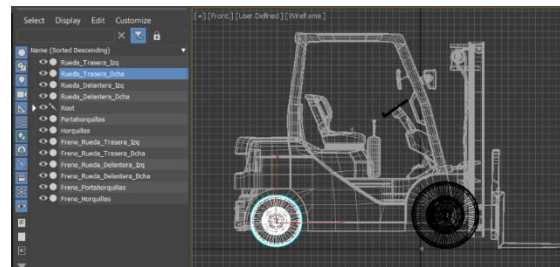 Select Display Edit Customize
[+] [Front] [User Defined] [Wireframe]
Name (Sorted Descending)
Rueda_Trasera_Izq
Rueda_Trasera_Dcha
Rueda_Delantera_Izq
Rueda_Delantera_Dcha
Root
Portahorquillas
Horquillas
Freno_Rueda_Trasera_Izq
Freno_Rueda_Trasera_Dcha
Freno_Rueda_Delantera_Izq
Freno_Rueda_Delantera_Dcha
Freno_Portahorquillas
Freno_Horquillas